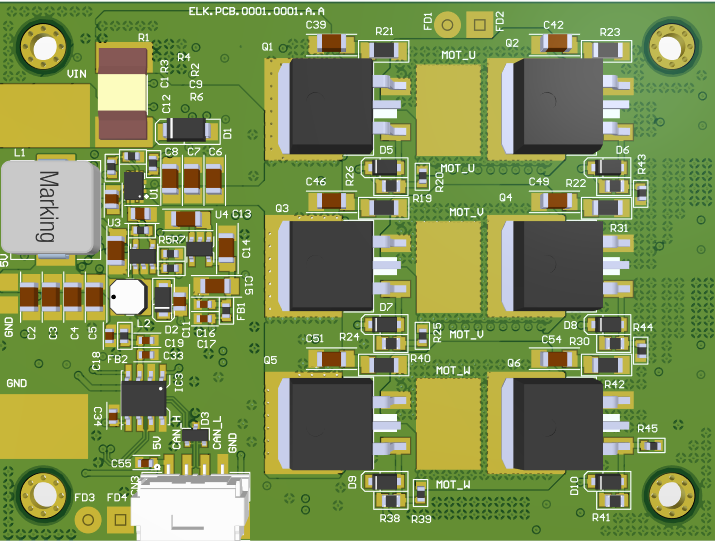 ELK.PCB.0001.0001.A.A
FD1
FD2
C39
R21
C42
R23
R1
Q1
MOT_U
Q2
VIN
R4
R3
R2
C1
C9
C12
R6
D1
L1
Marking
C8
C7
C6
D5
R26
MOT_U
R20
D6
R43
U1
U3
U4
C13
C46
R19
C49
R22
Q3
MOT_V
Q4
R31
R5
R7
C14
5V
C15
D7
D8
GND
C2
C3
C4
C5
L2
D2
C11
C16
C17
FB1
R24
R25
MOT_V
R30
R44
C18
FB2
C19
C33
C51
R40
C54
Q5
MOT_W
Q6
R42
GND
IC3
C34
D3
CAN_H
CAN_L
5V
GND
R45
C55
CN3
D9
MOT_W
D10
FD3
FD4
R38
R39
R41